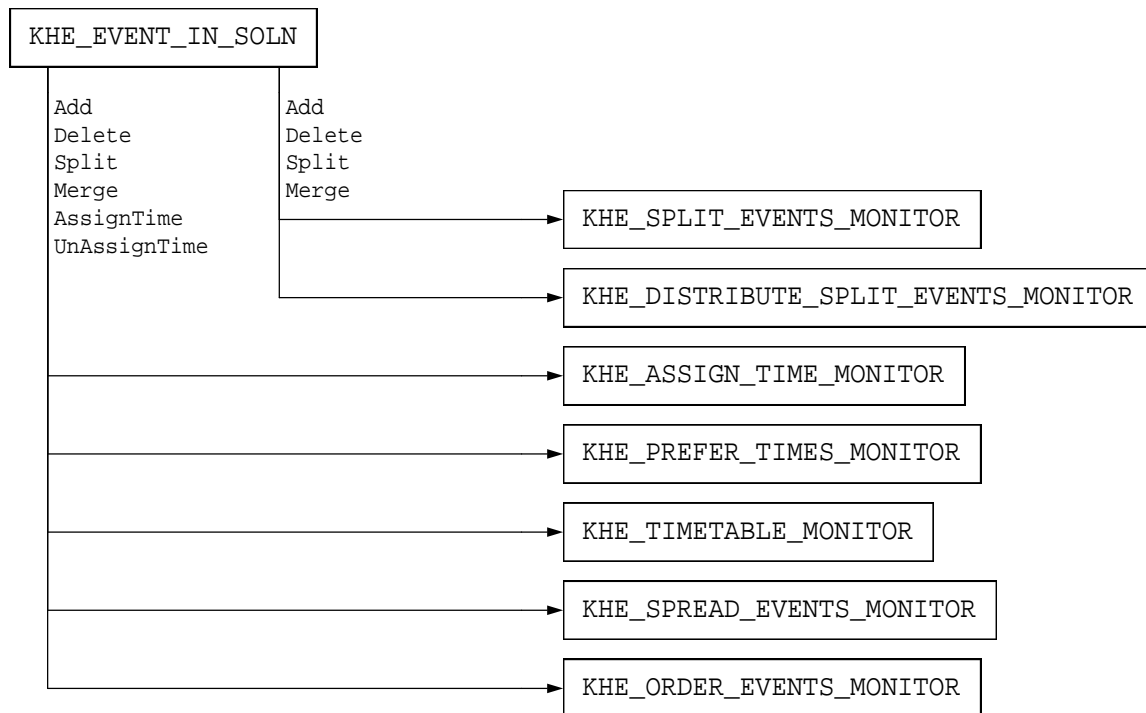 KHE_EVENT_IN_SOLN
Add
Delete
Split
Merge
AssignTime
UnAssignTime
Add
Delete
Split
Merge
KHE_SPLIT_EVENTS_MONITOR
KHE_DISTRIBUTE_SPLIT_EVENTS_MONITOR
KHE_ASSIGN_TIME_MONITOR
KHE_PREFER_TIMES_MONITOR
KHE_TIMETABLE_MONITOR
KHE_SPREAD_EVENTS_MONITOR
KHE_ORDER_EVENTS_MONITOR